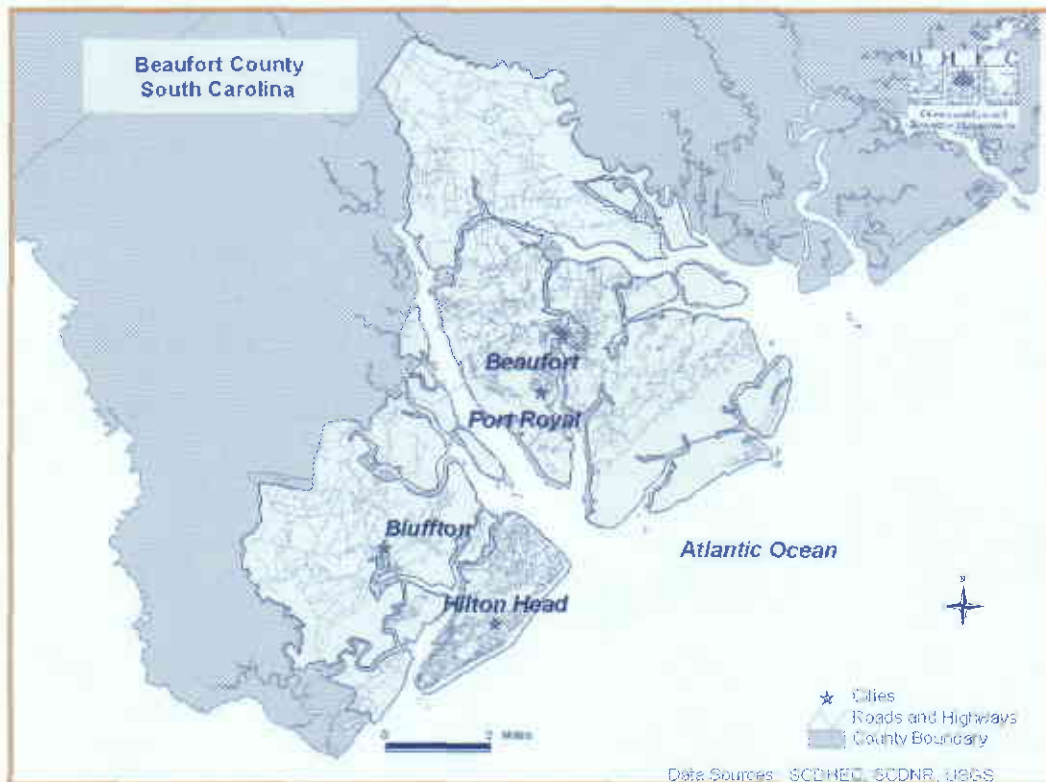 Beaufort County
South Carolina
D H E C
Beaufort
Port Royal
Bluffton
Hilton Head
Atlantic Ocean
N
0
Miles
Cities
Roads and Highways
County Boundary
Data Sources: SCDHEC, SCDNR, USGS